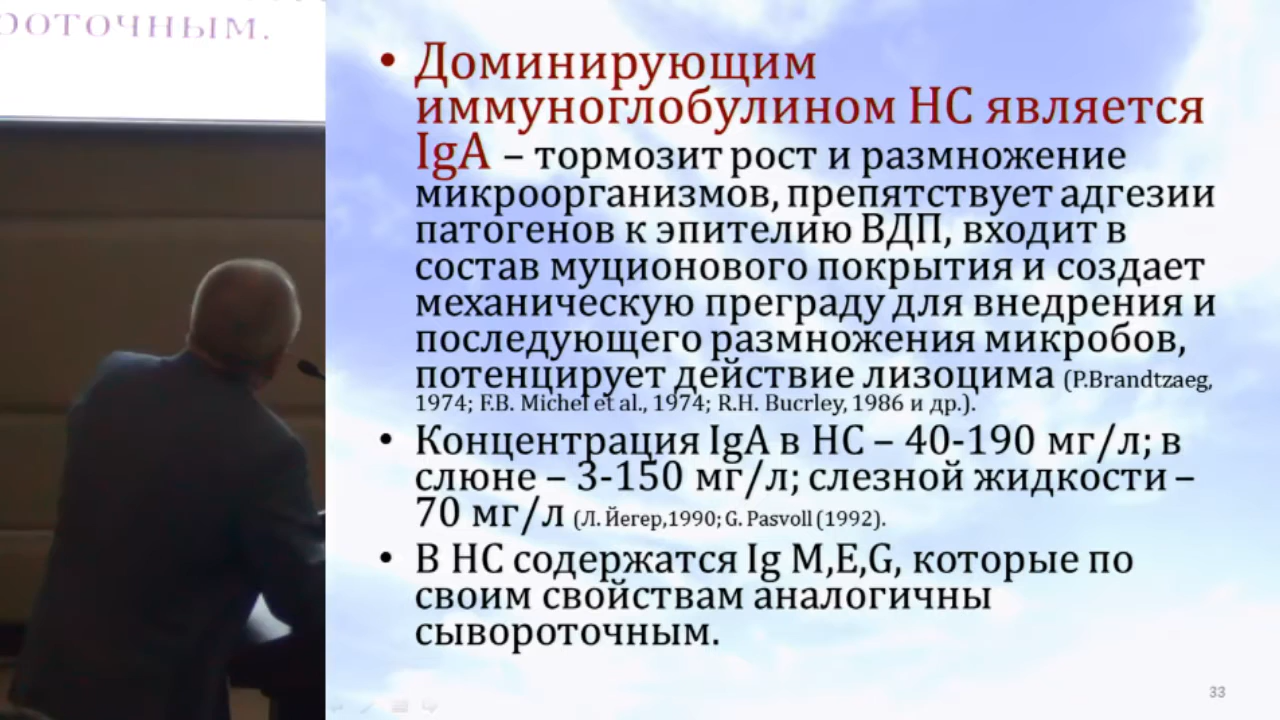 роточным.
• Доминирующим
иммуноглобулином НС является
IgA – тормозит рост и размножение
микроорганизмов, препятствует адгезии
патогенов к эпителию ВДП, входит в
состав муционового покрытия и создает
механическую преграду для внедрения и
последующего размножения микробов,
потенцирует действие лизоцима (P.Brandtzaeg,
1974; F.B. Michel et al., 1974; R.H. Bucrley, 1986 и др.).
• Концентрация IgA в НС – 40-190 мг/л; в
слюне – 3-150 мг/л; слезной жидкости –
70 мг/л (Л. Йегер,1990; G. Pasvoll (1992).
• В НС содержатся Ig M,E,G, которые по
своим свойствам аналогичны
сывороточным.
33